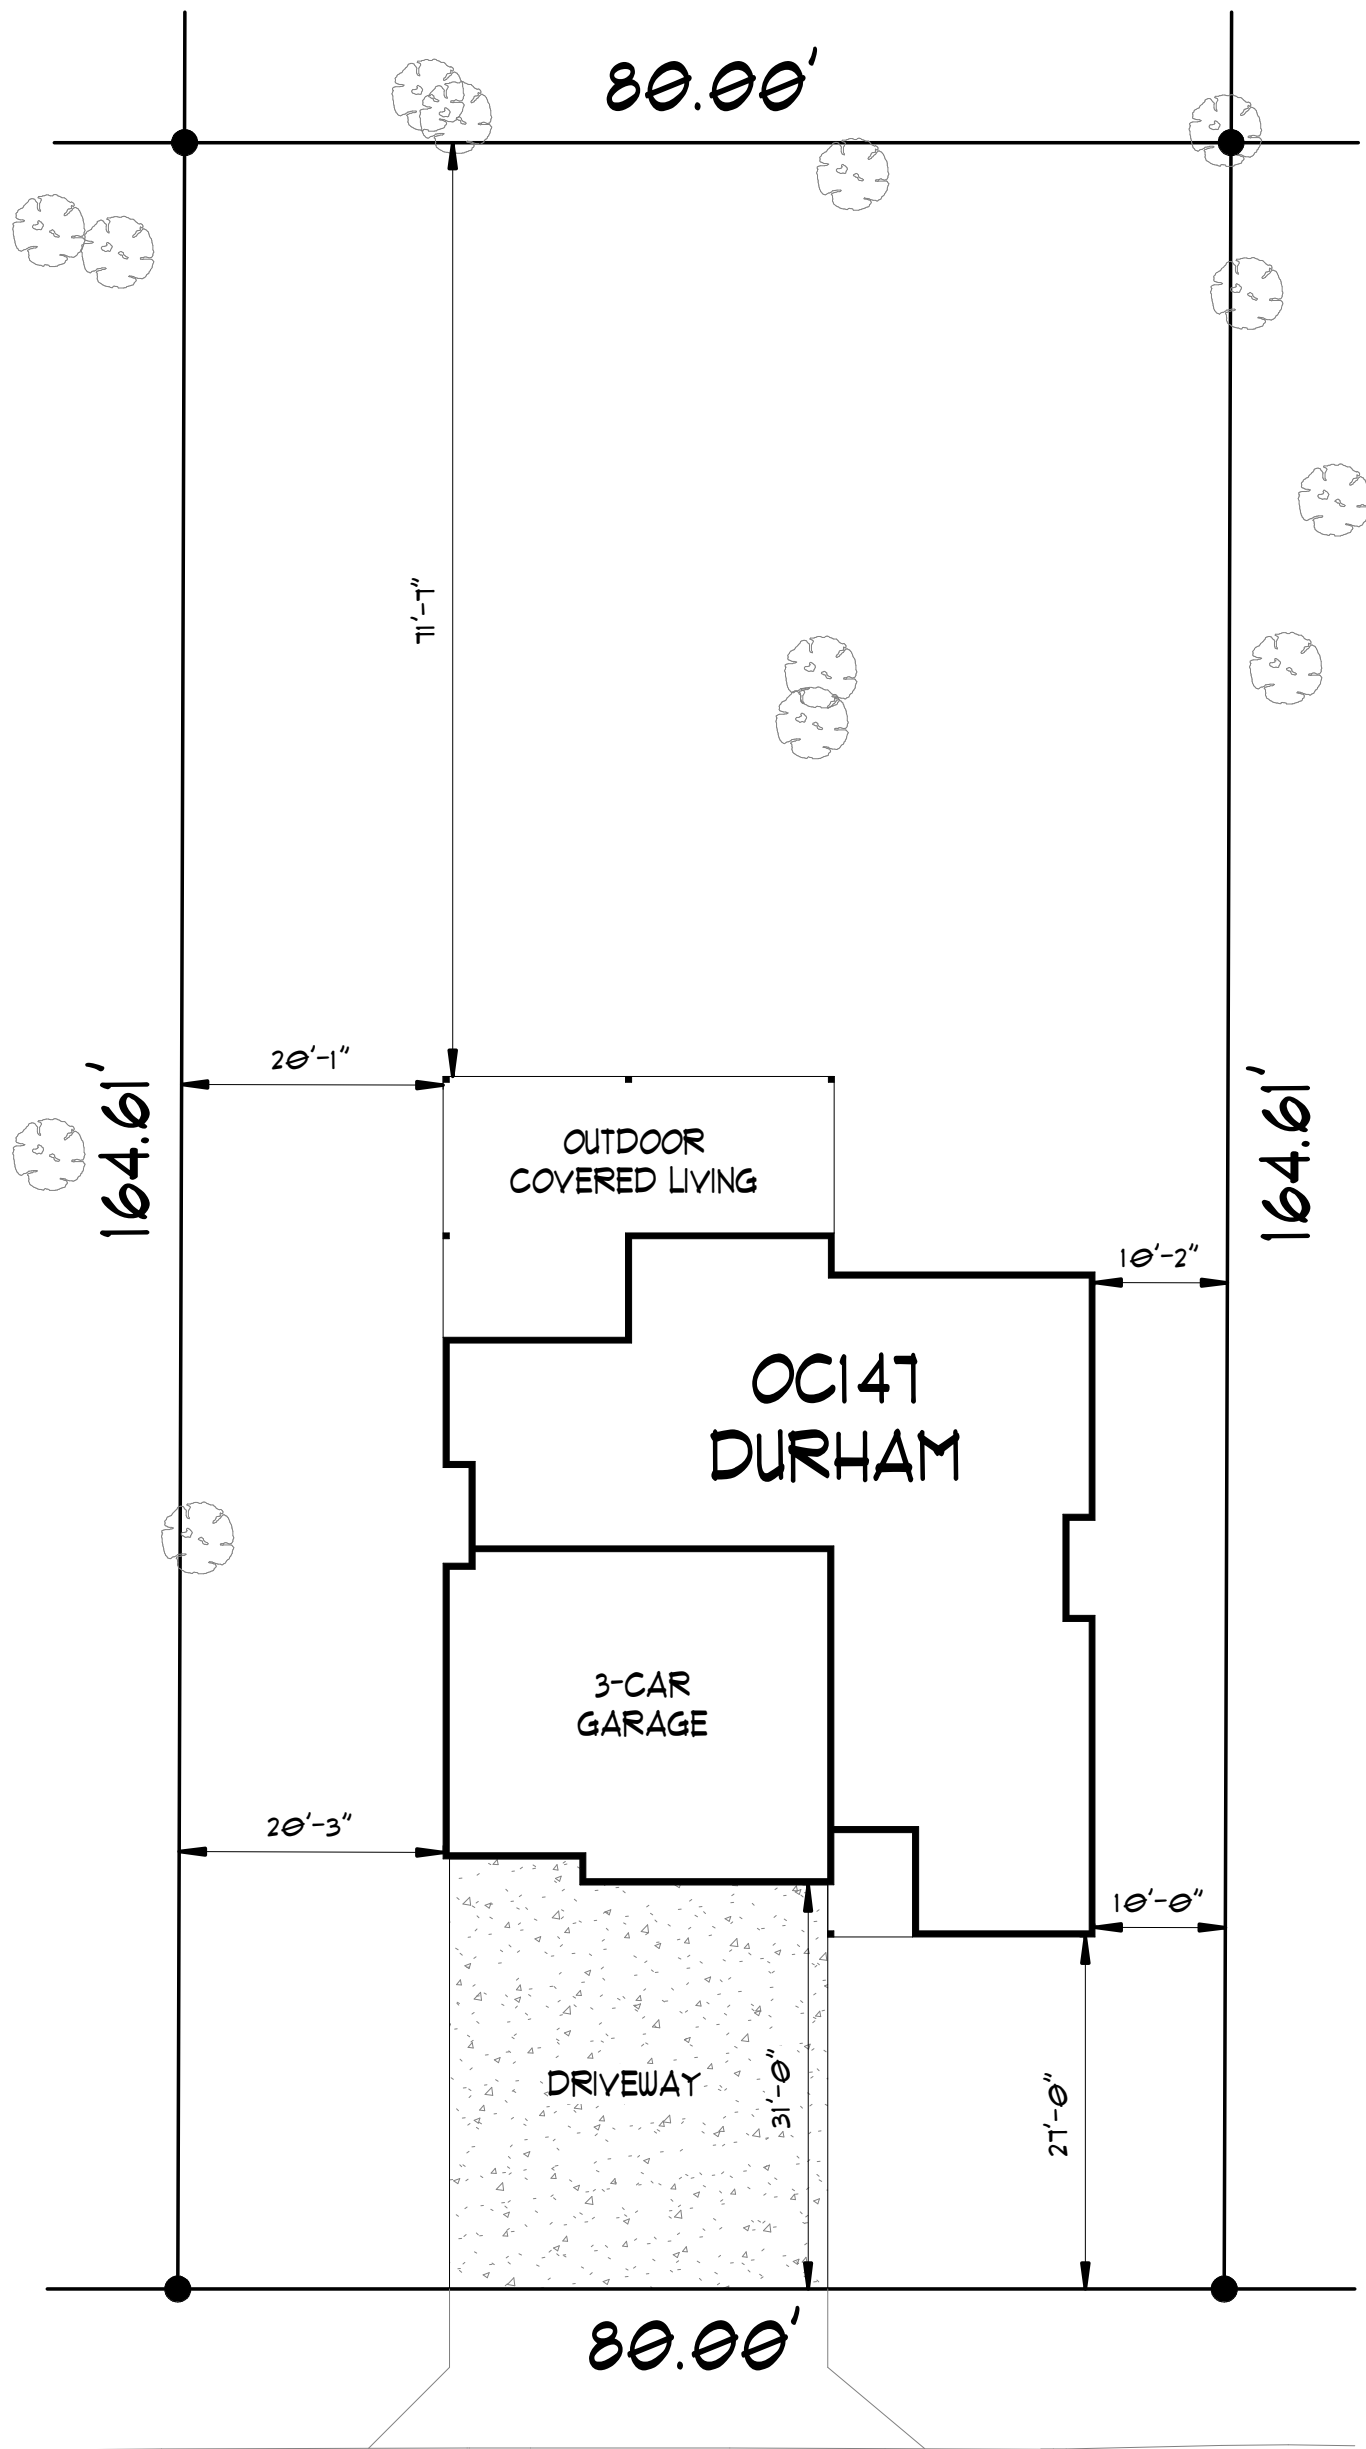 80.00'
71'-7"
20'-1"
164.61'
164.61'
OUTDOOR
COVERED LIVING
10'-2"
OC147
DURHAM
3-CAR
GARAGE
20'-3"
10'-0"
DRIVEWAY
31'-0"
27'-0"
80.00'